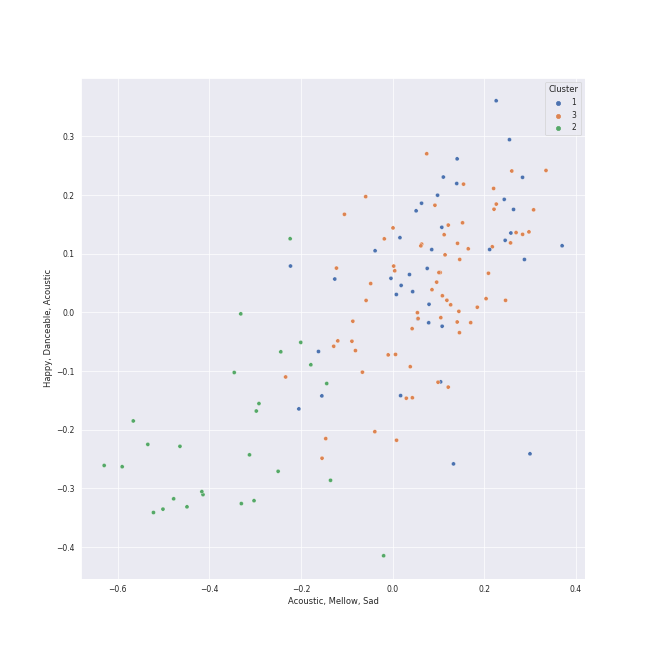 Cluster
1
3
2
0.3
0.2
0.1
0.0
−0.1
−0.2
−0.3
−0.4
Happy, Danceable, Acoustic
−0.6 −0.4 −0.2 0.0 0.2 0.4
Acoustic, Mellow, Sad